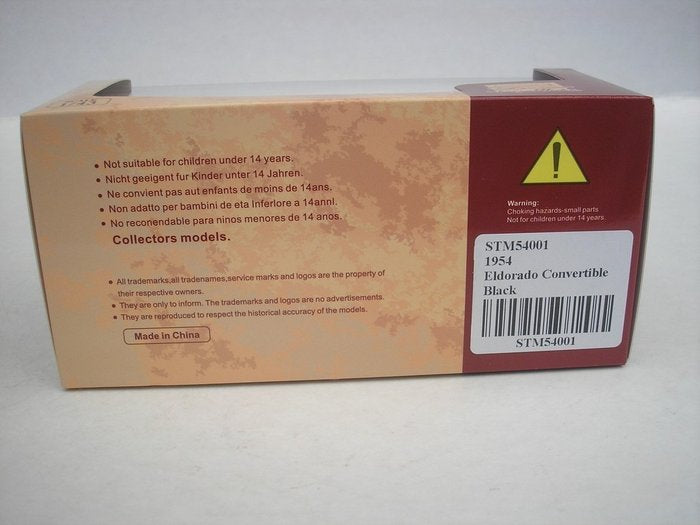 • Not suitable for children under 14 years.
• Nicht geeigent fur Kinder unter 14 Jahren.
• Ne convient pas aut enfants de moins de 14ans.
• Non adatto per bambini de eta Inferlore a 14annl.
• No reconendable para ninos menores de 14 anos.
Collectors models.
• All trademarks,all tradenames,service marks and logos are the property of
their respective owners.
• They are only to inform. The trademarks and logos are no advertisements.
• They are reproduced to respect the historical accuracy of the models.
Made in China
!
Warning:
Choking hazards-small parts
Not for children under 14 years.
STM54001
1954
Eldorado Convertible
Black
STM54001